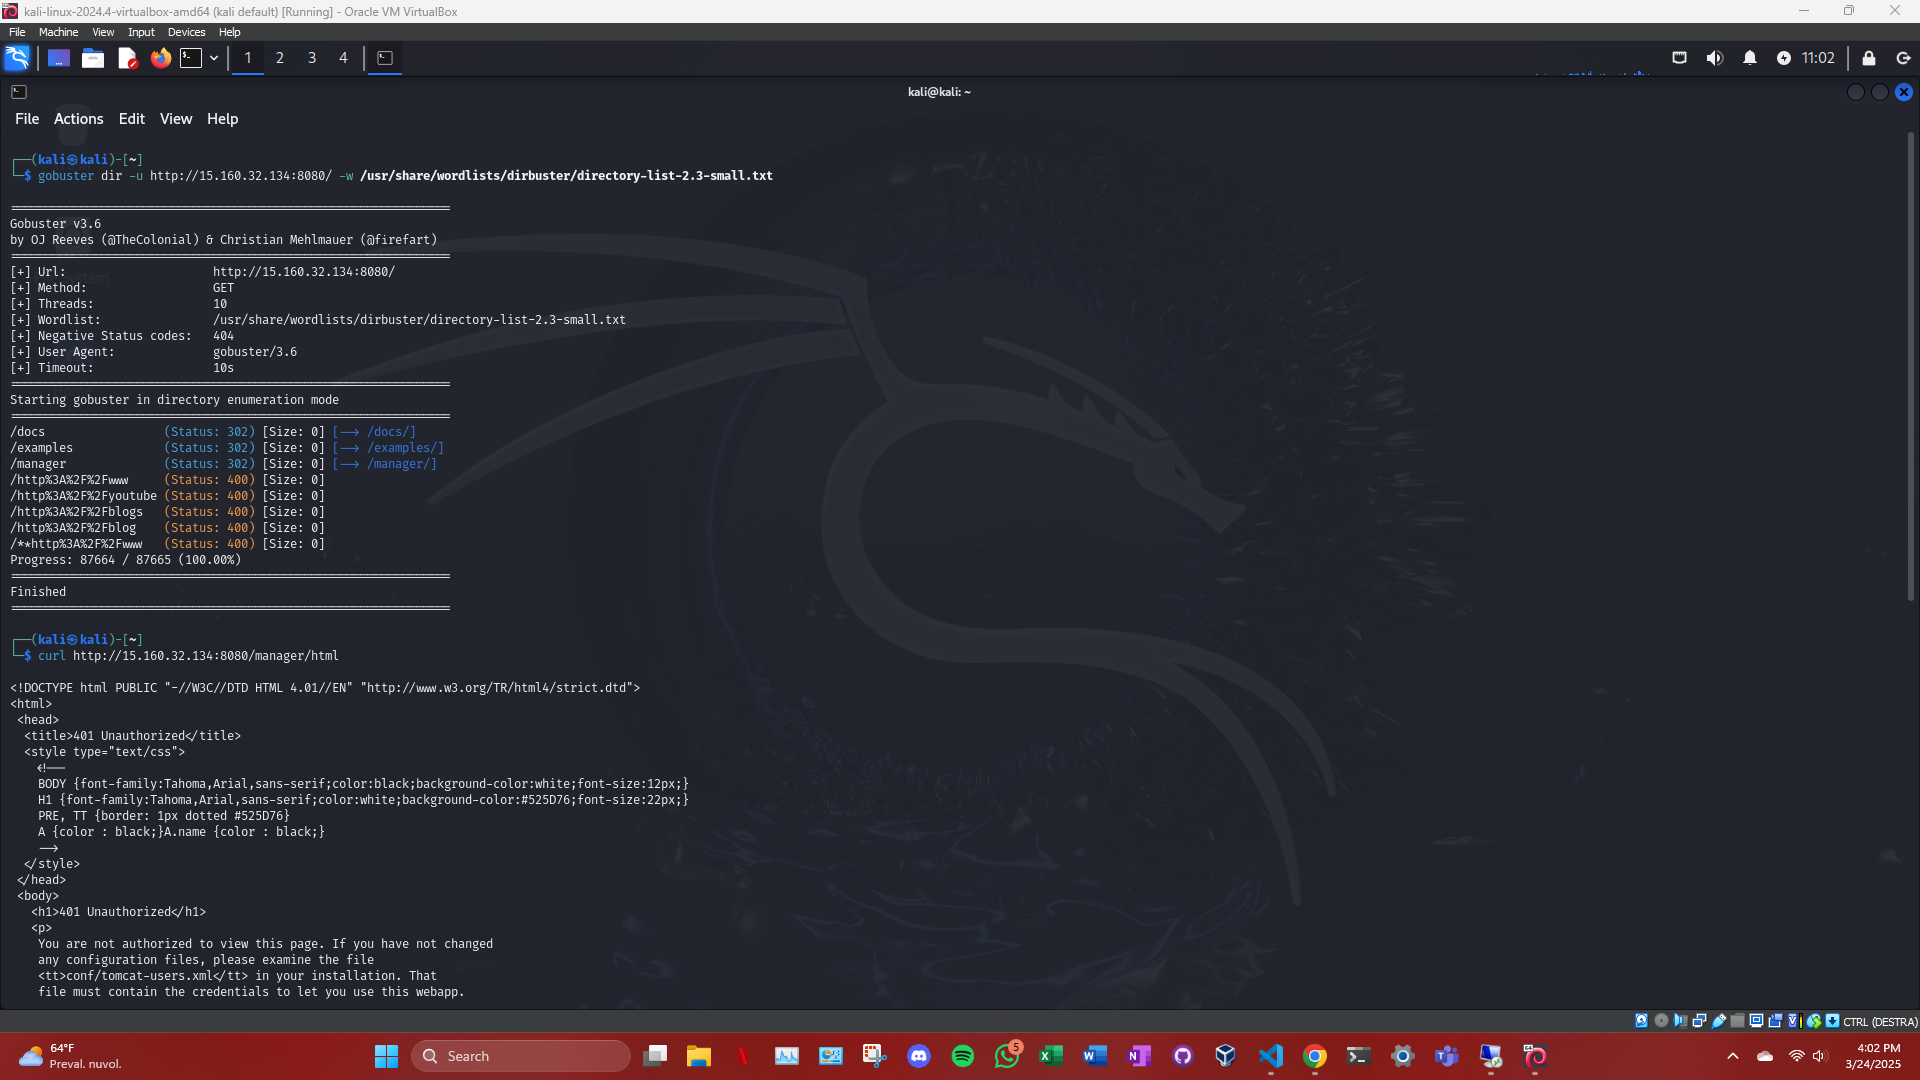 kali-linux-2024.4-virtualbox-amd64 (kali default) [Running] - Oracle VM VirtualBox
File Machine View Input Devices Help
1 2 3 4
11:02
kali@kali: ~
File Actions Edit View Help
┌──(kali㉿kali)-[~]
└─$ gobuster dir -u http://15.160.32.134:8080/ -w /usr/share/wordlists/dirbuster/directory-list-2.3-small.txt
===============================================================
Gobuster v3.6
by OJ Reeves (@TheColonial) & Christian Mehlmauer (@firefart)
===============================================================
[+] Url: http://15.160.32.134:8080/
[+] Method: GET
[+] Threads: 10
[+] Wordlist: /usr/share/wordlists/dirbuster/directory-list-2.3-small.txt
[+] Negative Status codes: 404
[+] User Agent: gobuster/3.6
[+] Timeout: 10s
===============================================================
Starting gobuster in directory enumeration mode
===============================================================
/docs (Status: 302) [Size: 0] [--> /docs/]
/examples (Status: 302) [Size: 0] [--> /examples/]
/manager (Status: 302) [Size: 0] [--> /manager/]
/http%3A%2F%2Fwww (Status: 400) [Size: 0]
/http%3A%2F%2Fyoutube (Status: 400) [Size: 0]
/http%3A%2F%2Fblogs (Status: 400) [Size: 0]
/http%3A%2F%2Fblog (Status: 400) [Size: 0]
/**http%3A%2F%2Fwww (Status: 400) [Size: 0]
Progress: 87664 / 87665 (100.00%)
===============================================================
Finished
===============================================================
┌──(kali㉿kali)-[~]
└─$ curl http://15.160.32.134:8080/manager/html
<!DOCTYPE html PUBLIC "-//W3C//DTD HTML 4.01//EN" "http://www.w3.org/TR/html4/strict.dtd">
<html>
<head>
<title>401 Unauthorized</title>
<style type="text/css">
<!--
BODY {font-family:Tahoma,Arial,sans-serif;color:black;background-color:white;font-size:12px;}
H1 {font-family:Tahoma,Arial,sans-serif;color:white;background-color:#525D76;font-size:22px;}
PRE, TT {border: 1px dotted #525D76}
A {color : black;}A.name {color : black;}
-->
</style>
</head>
<body>
<h1>401 Unauthorized</h1>
<p>
You are not authorized to view this page. If you have not changed
any configuration files, please examine the file
<tt>conf/tomcat-users.xml</tt> in your installation. That
file must contain the credentials to let you use this webapp.
CTRL (DESTRA)
64°F
Preval. nuvol.
Search
5
4:02 PM
3/24/2025